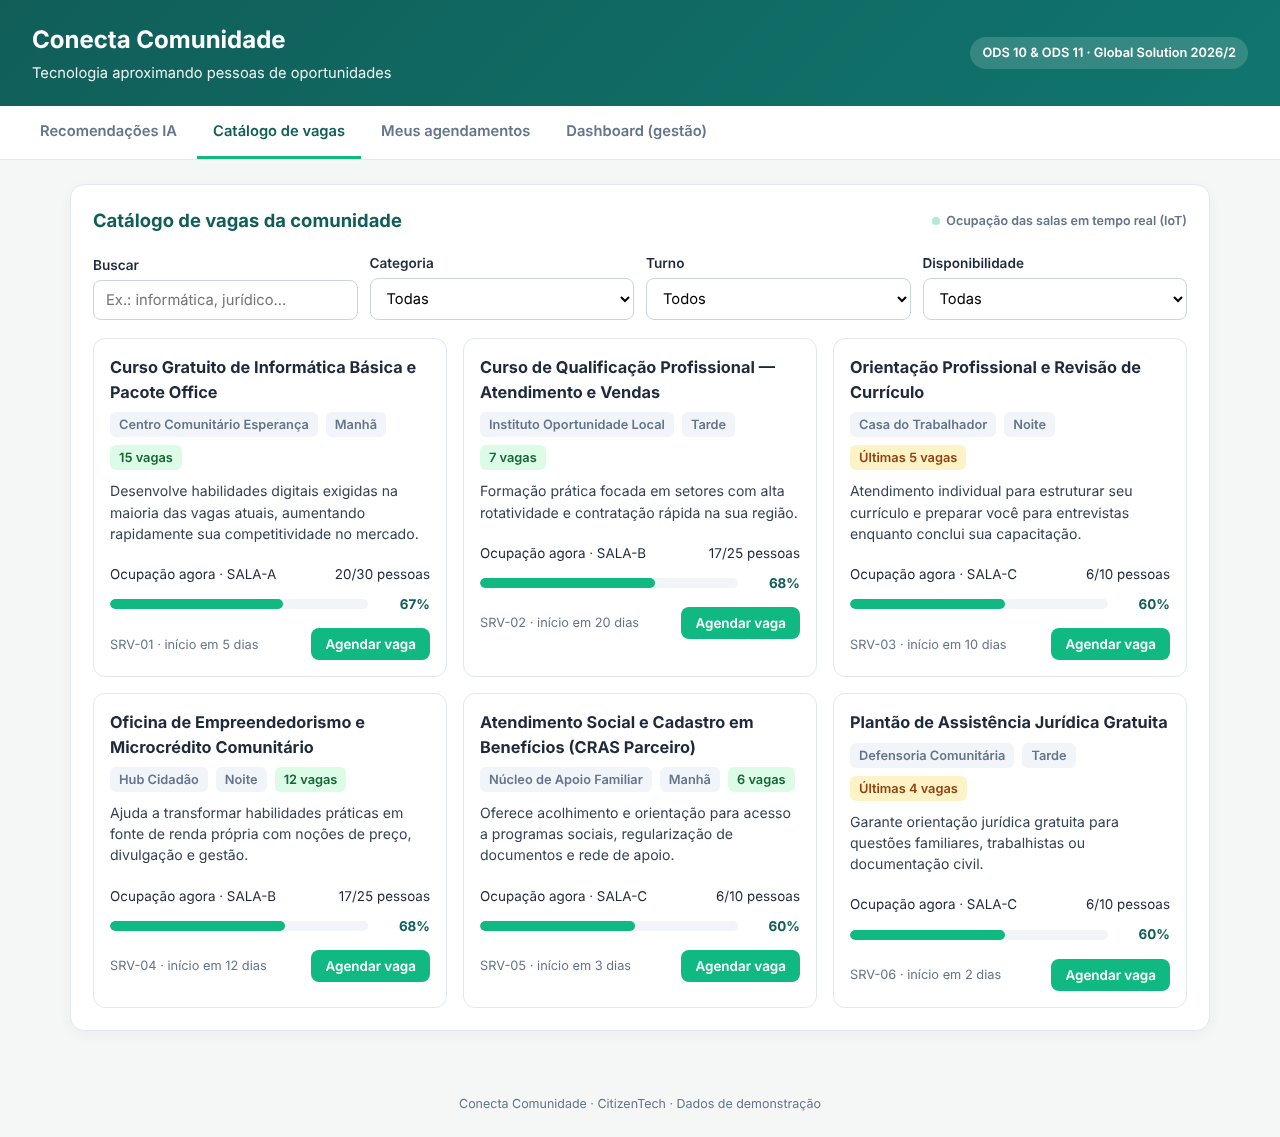 Conecta Comunidade
Tecnologia aproximando pessoas de oportunidades
ODS 10 & ODS 11 · Global Solution 2026/2
Recomendações IA
Catálogo de vagas
Meus agendamentos
Dashboard (gestão)
Catálogo de vagas da comunidade
Ocupação das salas em tempo real (IoT)
Buscar
Ex.: informática, jurídico...
Categoria
Todas
Turno
Todos
Disponibilidade
Todas
Curso Gratuito de Informática Básica e
Pacote Office
Centro Comunitário Esperança
Manhã
15 vagas
Desenvolve habilidades digitais exigidas na
maioria das vagas atuais, aumentando
rapidamente sua competitividade no mercado.
Ocupação agora · SALA-A
20/30 pessoas
67%
SRV-01 · início em 5 dias
Agendar vaga
Curso de Qualificação Profissional —
Atendimento e Vendas
Instituto Oportunidade Local
Tarde
7 vagas
Formação prática focada em setores com alta
rotatividade e contratação rápida na sua região.
Ocupação agora · SALA-B
17/25 pessoas
68%
SRV-02 · início em 20 dias
Agendar vaga
Orientação Profissional e Revisão de
Currículo
Casa do Trabalhador
Noite
Últimas 5 vagas
Atendimento individual para estruturar seu
currículo e preparar você para entrevistas
enquanto conclui sua capacitação.
Ocupação agora · SALA-C
6/10 pessoas
60%
SRV-03 · início em 10 dias
Agendar vaga
Oficina de Empreendedorismo e
Microcrédito Comunitário
Hub Cidadão
Noite
12 vagas
Ajuda a transformar habilidades práticas em
fonte de renda própria com noções de preço,
divulgação e gestão.
Ocupação agora · SALA-B
17/25 pessoas
68%
SRV-04 · início em 12 dias
Agendar vaga
Atendimento Social e Cadastro em
Benefícios (CRAS Parceiro)
Núcleo de Apoio Familiar
Manhã
6 vagas
Oferece acolhimento e orientação para acesso
a programas sociais, regularização de
documentos e rede de apoio.
Ocupação agora · SALA-C
6/10 pessoas
60%
SRV-05 · início em 3 dias
Agendar vaga
Plantão de Assistência Jurídica Gratuita
Defensoria Comunitária
Tarde
Últimas 4 vagas
Garante orientação jurídica gratuita para
questões familiares, trabalhistas ou
documentação civil.
Ocupação agora · SALA-C
6/10 pessoas
60%
SRV-06 · início em 2 dias
Agendar vaga
Conecta Comunidade · CitizenTech · Dados de demonstração